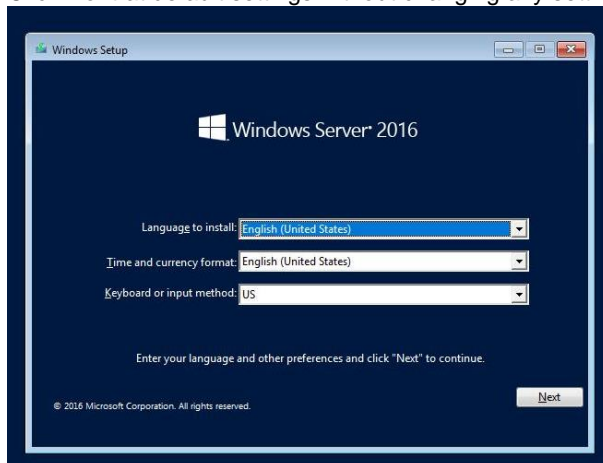 Windows Setup
Windows Server 2016
Language to install: English (United States)
Time and currency format: English (United States)
Keyboard or input method: US
Enter your language and other preferences and click "Next" to continue.
Next
© 2016 Microsoft Corporation. All rights reserved.